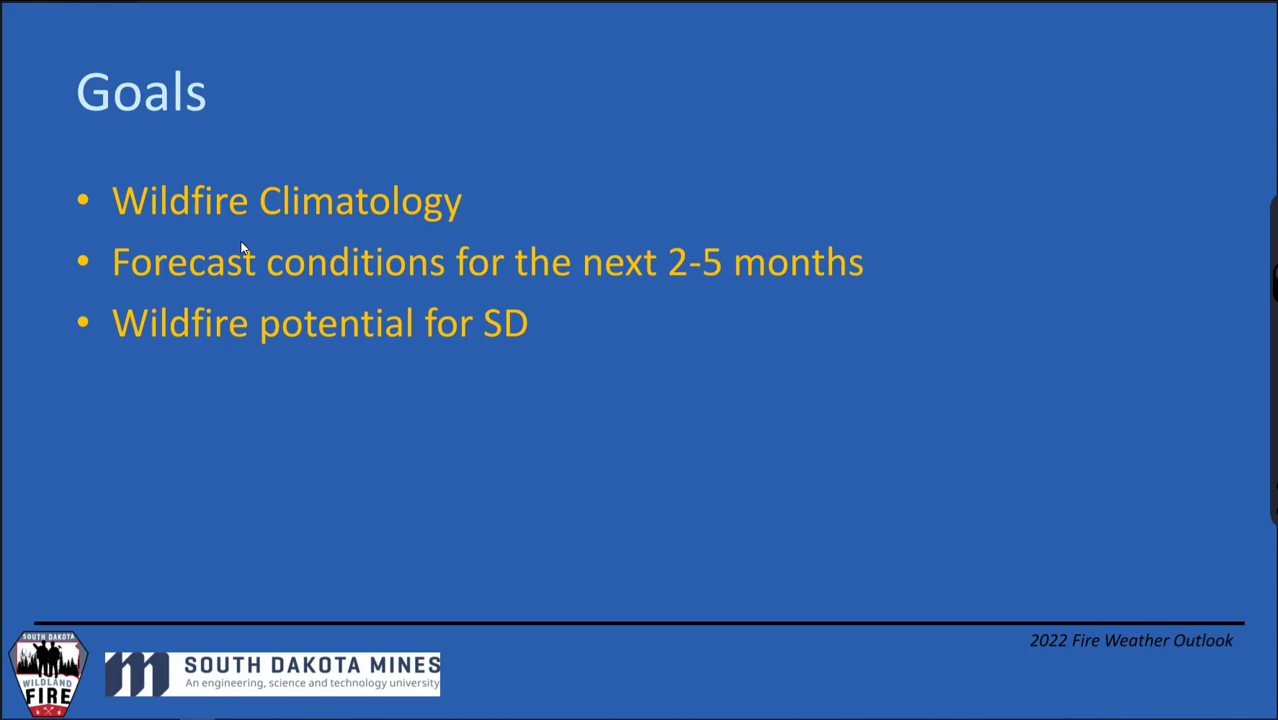 Goals
• Wildfire Climatology
• Forecast conditions for the next 2-5 months
• Wildfire potential for SD
2022 Fire Weather Outlook
SOUTH DAKOTA
WILDLAND
FIRE
SOUTH DAKOTA MINES
An engineering, science and technology university